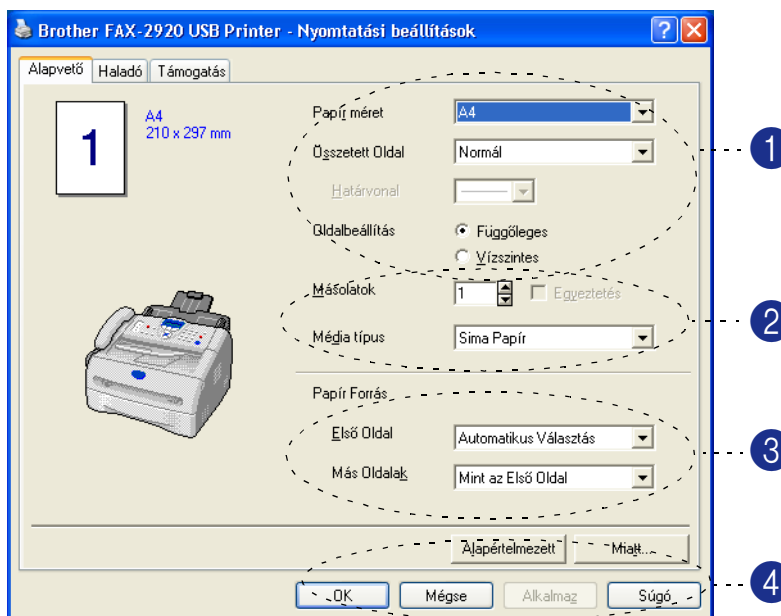 Brother FAX-2920 USB Printer - Nyomtatási beállítások
Alapvető Haladó Támogatás
1
A4
210 x 297 mm
Papír méret A4
Összetett Oldal Normál
Határvonal
Oldalbeállítás Függőleges
Vízszintes
1
Másolatok 1 Egyeztetés
Média típus Sima Papír
2
Papír Forrás
Első Oldal Automatikus Választás
Más Oldalak Mint az Első Oldal
3
Alapértelmezett Miatt...
OK Mégse Alkalmaz Súgó
4